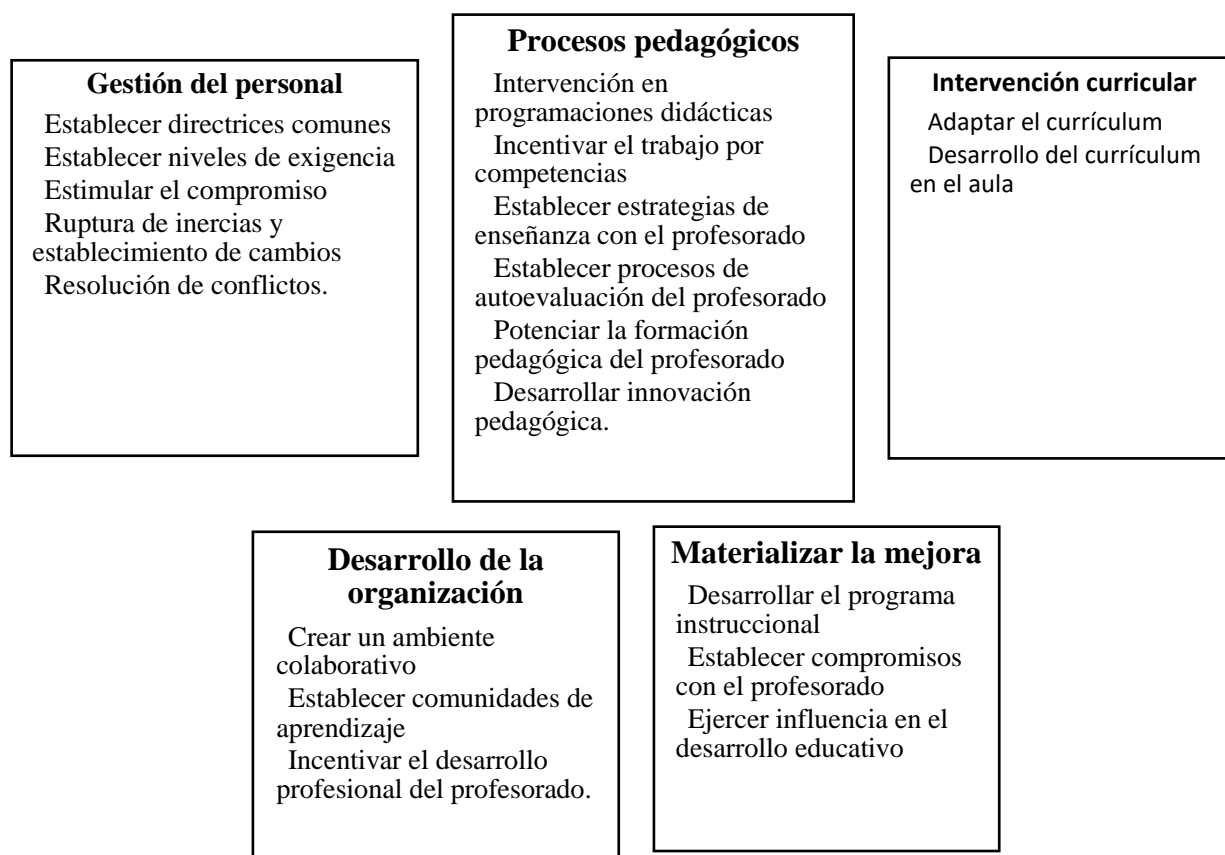 Gestión del personal
Establecer directrices comunes
Establecer niveles de exigencia
Estimular el compromiso
Ruptura de inercias y
establecimiento de cambios
Resolución de conflictos.
Procesos pedagógicos
Intervención en
programaciones didácticas
Incentivar el trabajo por
competencias
Establecer estrategias de
enseñanza con el profesorado
Establecer procesos de
autoevaluación del profesorado
Potenciar la formación
pedagógica del profesorado
Desarrollar innovación
pedagógica.
Intervención curricular
Adaptar el currículum
Desarrollo del currículum
en el aula
Desarrollo de la
organización
Crear un ambiente
colaborativo
Establecer comunidades de
aprendizaje
Incentivar el desarrollo
profesional del profesorado.
Materializar la mejora
Desarrollar el programa
instruccional
Establecer compromisos
con el profesorado
Ejercer influencia en el
desarrollo educativo